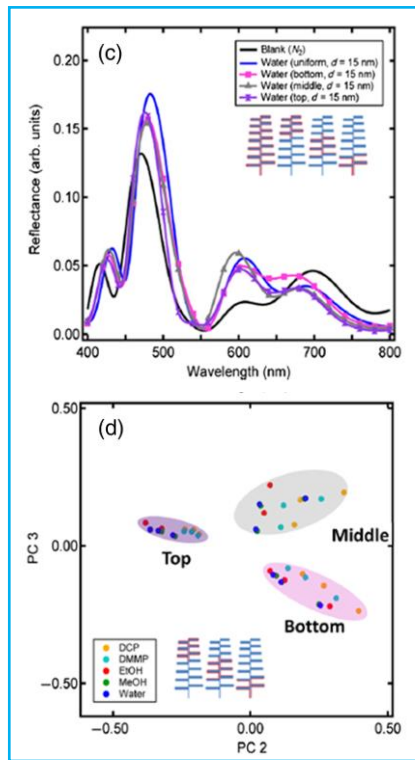 (c)
Blank (N2)
Water (uniform, d = 15 nm)
Water (bottom, d = 15 nm)
Water (middle, d = 15 nm)
Water (top, d = 15 nm)
0.20
0.15
0.10
0.05
0.00
Reflectance (arb. units)
400
500
600
700
800
Wavelength (nm)
(d)
0.50
0.00
−0.50
PC 3
Top
Middle
Bottom
DCP
DMMP
EtOH
MeOH
Water
−0.50
0.00
0.50
PC 2